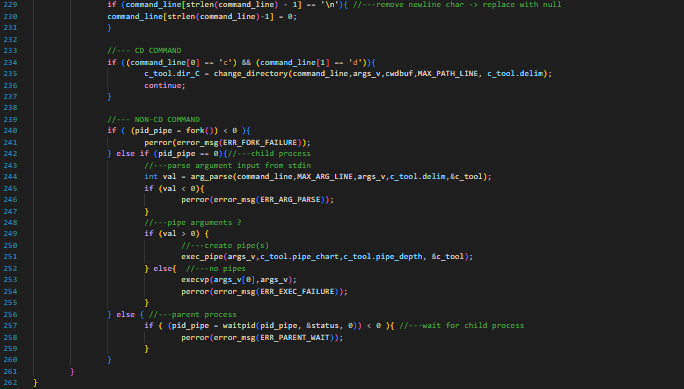 229 if (command_line[strlen(command_line) - 1] == '\n'){ //---remove newline char -> replace with null
230 command_line[strlen(command_line)-1] = 0;
231 }
232
233 //--- CD COMMAND
234 if ((command_line[0] == 'c') && (command_line[1] == 'd')){
235 c_tool.dir_C = change_directory(command_line,args_v,cwdbuf,MAX_PATH_LINE, c_tool.delim);
236 continue;
237 }
238
239 //--- NON-CD COMMAND
240 if ( (pid_pipe = fork()) < 0 ){
241 perror(error_msg(ERR_FORK_FAILURE));
242 } else if (pid_pipe == 0){//---child process
243 //---parse argument input from stdin
244 int val = arg_parse(command_line,MAX_ARG_LINE,args_v,c_tool.delim,&c_tool);
245 if (val < 0){
246 perror(error_msg(ERR_ARG_PARSE));
247 }
248 //---pipe arguments ?
249 if (val > 0) {
250 //---create pipe(s)
251 exec_pipe(args_v,c_tool.pipe_chart,c_tool.pipe_depth, &c_tool);
252 } else{ //---no pipes
253 execvp(args_v[0],args_v);
254 perror(error_msg(ERR_EXEC_FAILURE));
255 }
256 } else { //---parent process
257 if ( (pid_pipe = waitpid(pid_pipe, &status, 0)) < 0 ){ //---wait for child process
258 perror(error_msg(ERR_PARENT_WAIT));
259 }
260 }
261 }
262 }